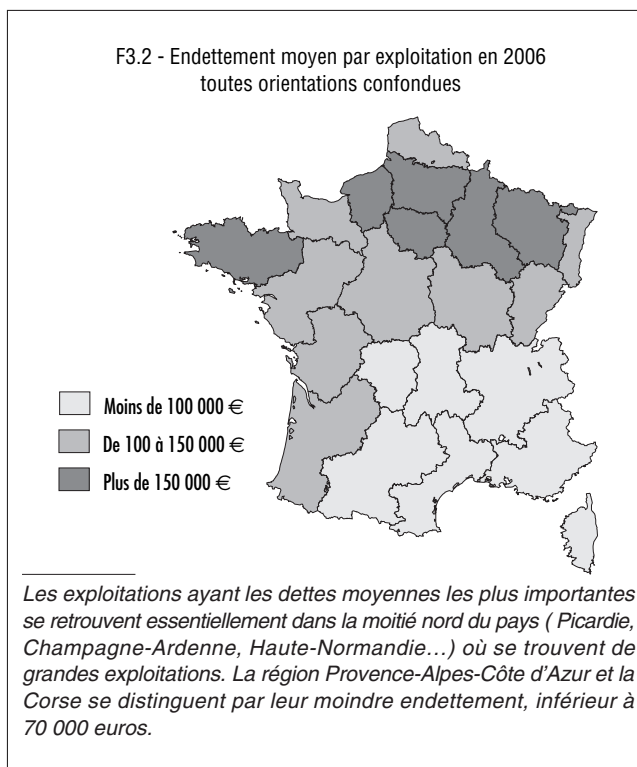 F3.2 - Endettement moyen par exploitation en 2006
toutes orientations confondues
Moins de 100 000 €
De 100 à 150 000 €
Plus de 150 000 €
Les exploitations ayant les dettes moyennes les plus importantes
se retrouvent essentiellement dans la moitié nord du pays ( Picardie,
Champagne-Ardenne, Haute-Normandie…) où se trouvent de
grandes exploitations. La région Provence-Alpes-Côte d'Azur et la
Corse se distinguent par leur moindre endettement, inférieur à
70 000 euros.